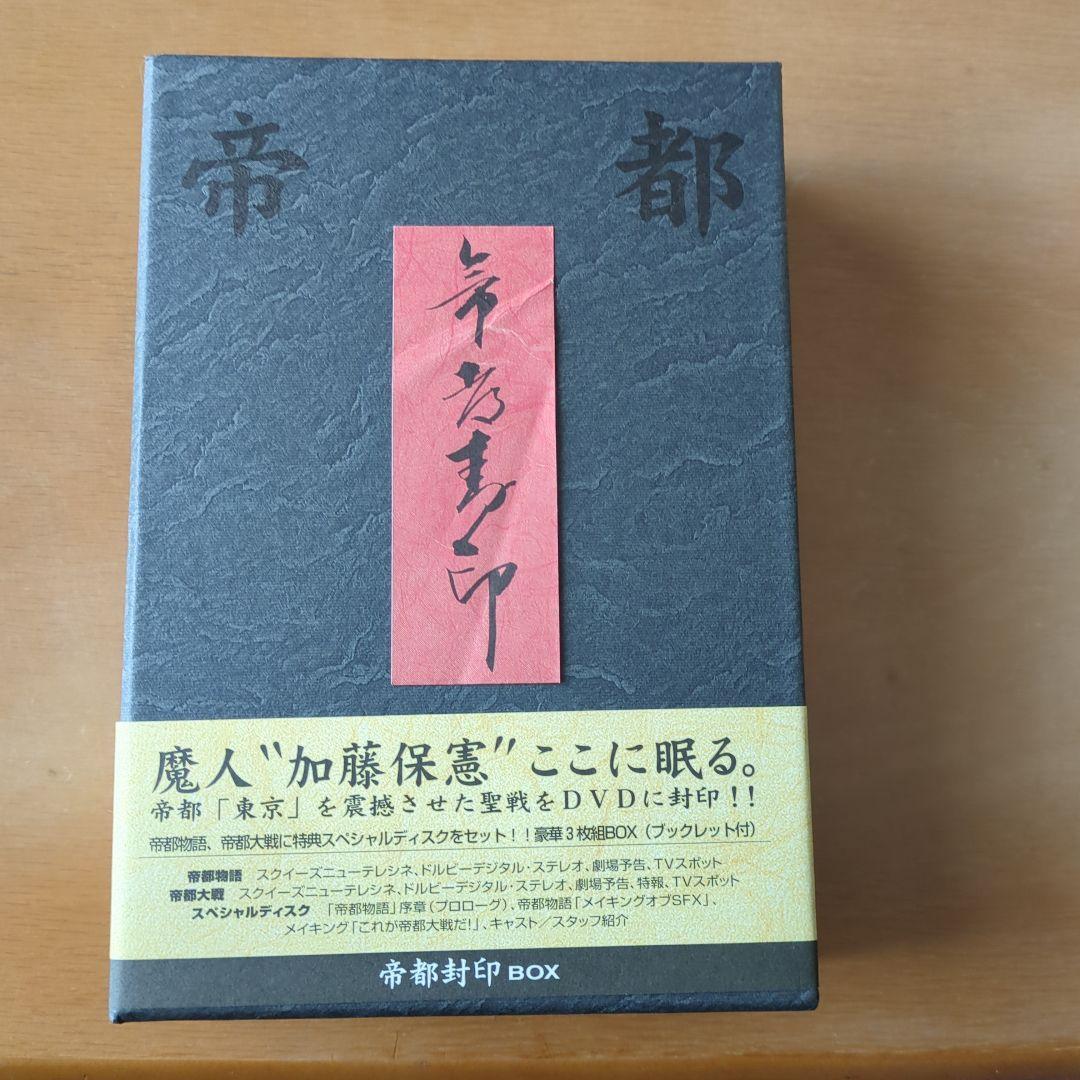 帝 都
帝都封印
魔人“加藤保憲”ここに眠る。
帝都「東京」を震撼させた聖戦をDVDに封印！！
帝都物語、帝都大戦に特典スペシャルディスクをセット！！豪華3枚組BOX（ブックレット付）
帝都物語 スクイーズニューテレシネ、ドルビーデジタル・ステレオ、劇場予告、TVスポット
帝都大戦 スクイーズニューテレシネ、ドルビーデジタル・ステレオ、劇場予告、特報、TVスポット
スペシャルディスク 「帝都物語」序章（プロローグ）、帝都物語「メイキングオブSFX」、
メイキング「これが帝都大戦だ！」、キャスト／スタッフ紹介
帝都封印BOX